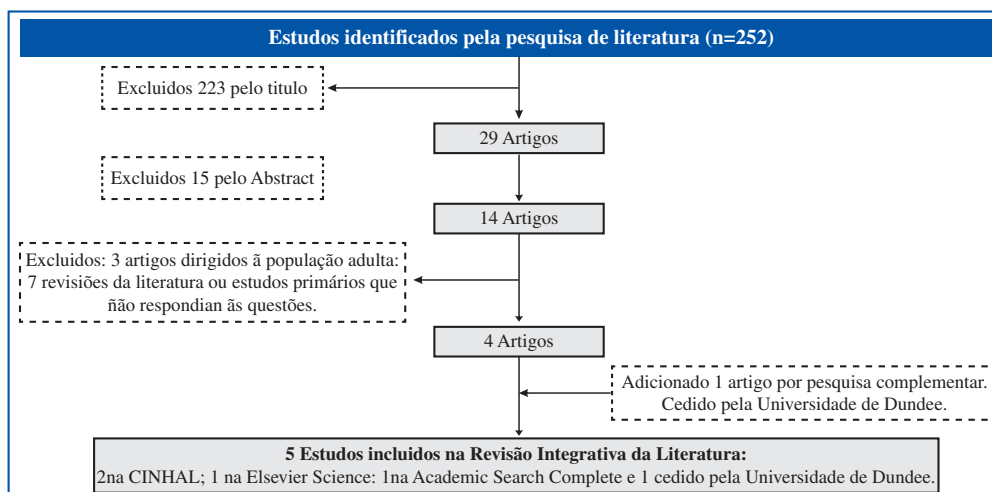 Estudos identificados pela pesquisa de literatura (n=252)
Excluidos 223 pelo titulo
29 Artigos
Excluidos 15 pelo Abstract
14 Artigos
Excluidos: 3 artigos dirigidos ã população adulta:
7 revisões da literatura ou estudos primários que
ñão respondian ãs questões.
4 Artigos
Adicionado 1 artigo por pesquisa complementar.
Cedido pela Universidade de Dundee.
5 Estudos incluidos na Revisão Integrativa da Literatura:
2na CINHAL; 1 na Elsevier Science: 1na Academic Search Complete e 1 cedido pela Universidade de Dundee.